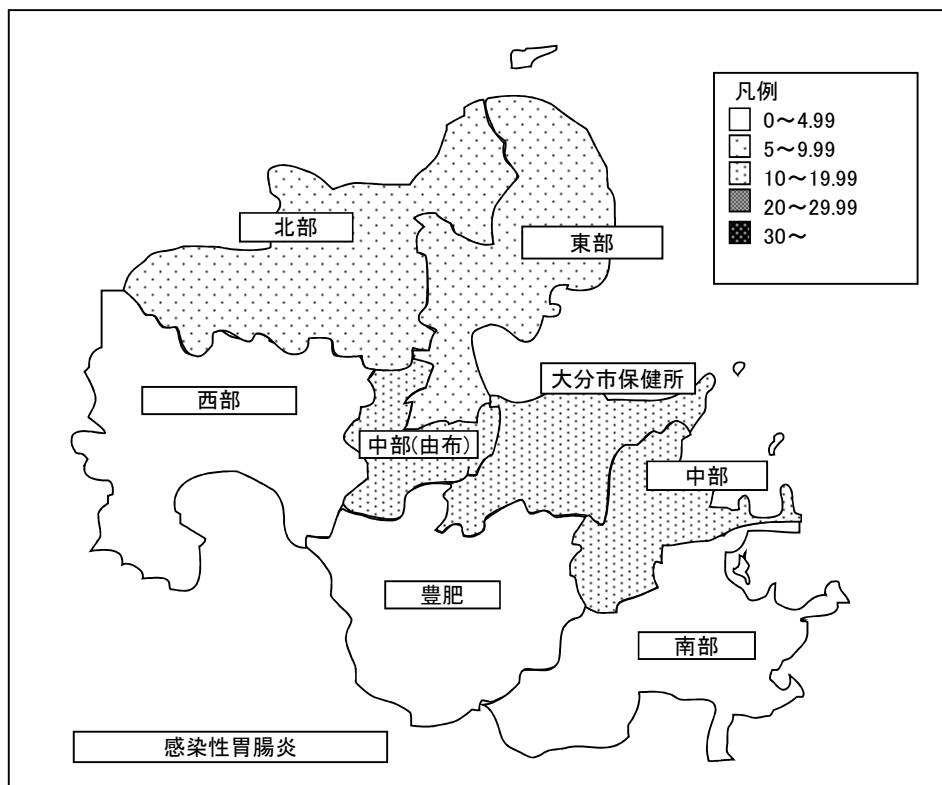 凡例
0～4.99
5～9.99
10～19.99
20～29.99
30～
北部
東部
大分市保健所
西部
中部(由布)
中部
豊肥
南部
感染性胃腸炎